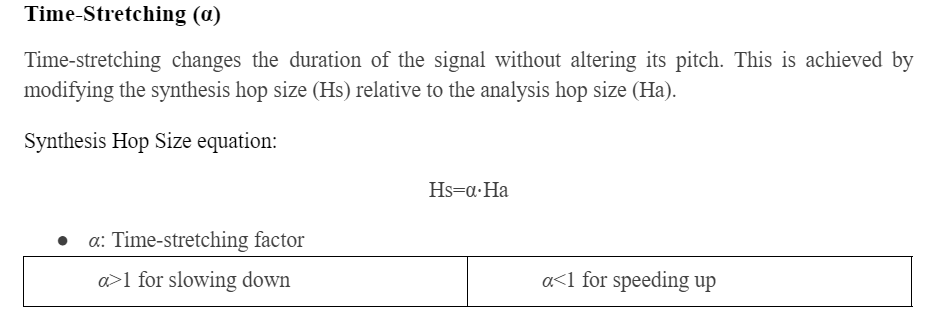 Time-Stretching (α)
Time-stretching changes the duration of the signal without altering its pitch. This is achieved by
modifying the synthesis hop size (Hs) relative to the analysis hop size (Ha).
Synthesis Hop Size equation:
Hs=α·Ha
● α: Time-stretching factor
α>1 for slowing down
α<1 for speeding up